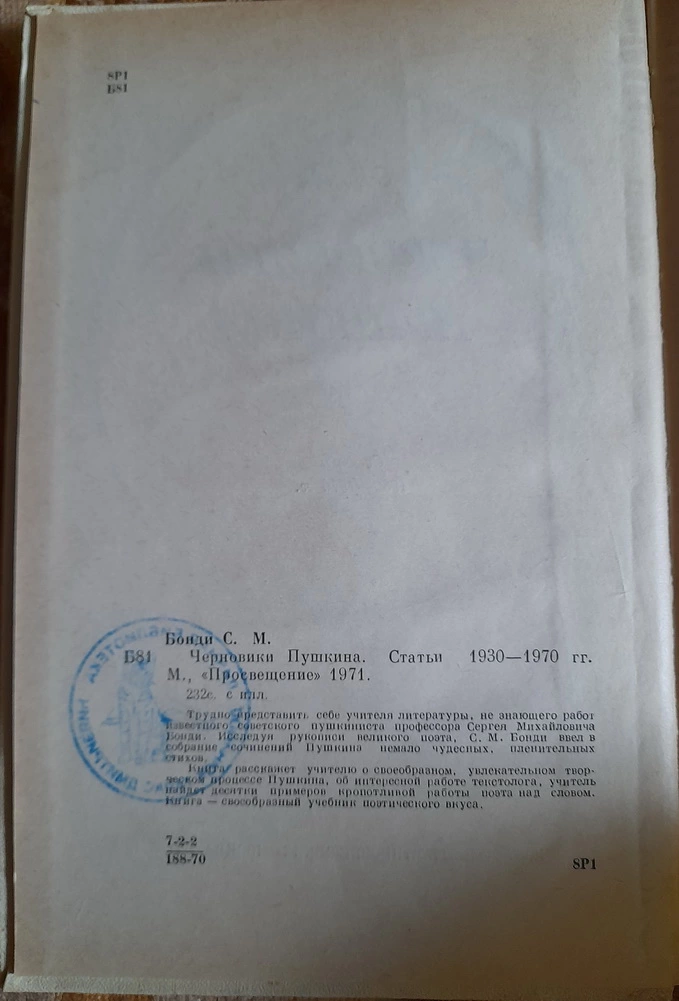 8Р1
Б81
Бонди С. М.
Б81 Черновики Пушкина. Статьи 1930—1970 гг.
М., «Просвещение» 1971.
232с. с илл.
Трудно представить себе учителя литературы, не знающего работ
известного советского пушкиниста профессора Сергея Михайловича
Бонди. Исследуя рукописи великого поэта, С. М. Бонди ввел в
собрание сочинений Пушкина немало чудесных, пленительных
стихов.
Книга расскажет учителю о своеобразном, увлекательном твор-
ческом процессе Пушкина, об интересной работе текстолога, учитель
найдет десятки примеров кропотливой работы поэта над словом.
Книга — своеобразный учебник поэтического вкуса.
7-2-2
188-70
8Р1